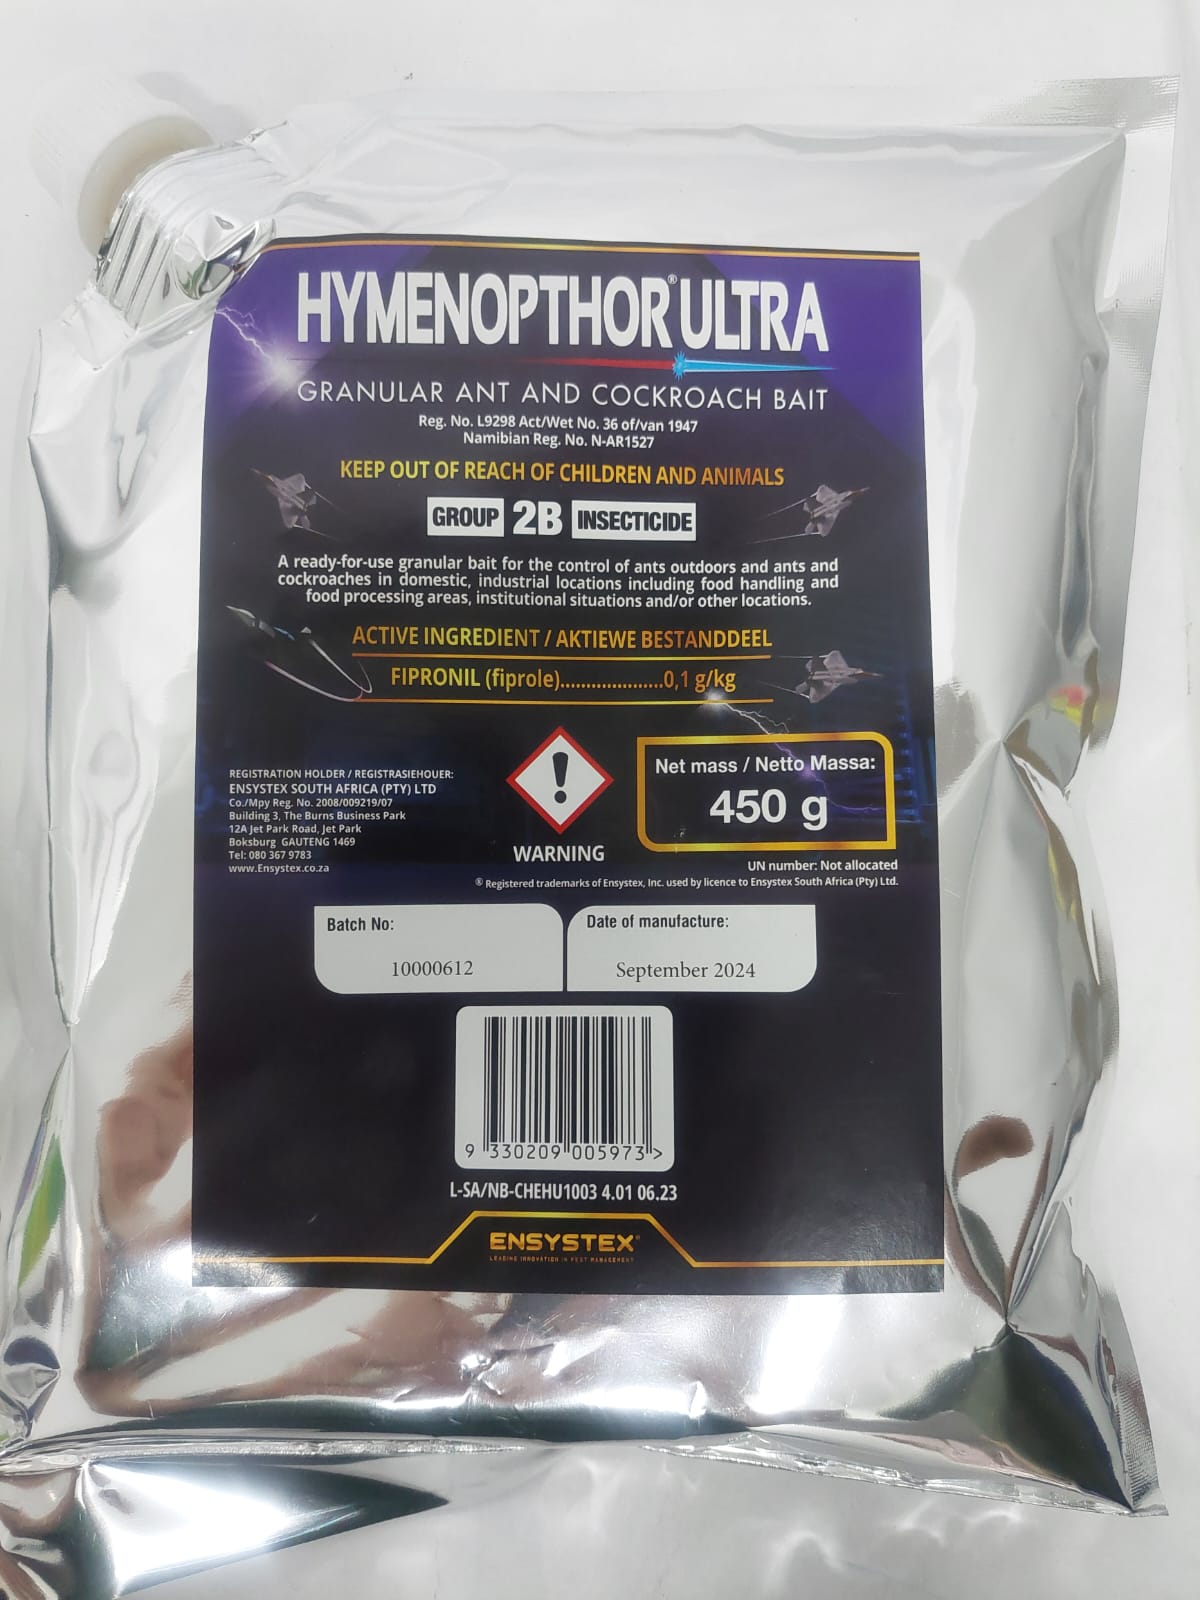 HYMENOPTHOR® ULTRA
GRANULAR ANT AND COCKROACH BAIT
Reg. No. L9298 Act/Wet No. 36 of/van 1947
Namibian Reg. No. N-AR1527
KEEP OUT OF REACH OF CHILDREN AND ANIMALS
GROUP 2B INSECTICIDE
A ready-for-use granular bait for the control of ants outdoors and ants and
cockroaches in domestic, industrial locations including food handling and
food processing areas, institutional situations and/or other locations.
ACTIVE INGREDIENT / AKTIEWE BESTANDDEEL
FIPRONIL (fiprole)....................0,1 g/kg
REGISTRATION HOLDER / REGISTRASIEHOUER:
ENSYSTEX SOUTH AFRICA (PTY) LTD
Co./Mpy Reg. No. 2008/009219/07
Building 3, The Burns Business Park
12A Jet Park Road, Jet Park
Boksburg GAUTENG 1469
Tel: 080 367 9783
www.Ensystex.co.za
WARNING
Net mass / Netto Massa:
450 g
UN number: Not allocated
® Registered trademarks of Ensystex, Inc. used by licence to Ensystex South Africa (Pty) Ltd.
Batch No:
10000612
Date of manufacture:
September 2024
9 330209 005973 >
L-SA/NB-CHEHU1003 4.01 06.23
ENSYSTEX®
LEADING INNOVATION IN PEST MANAGEMENT